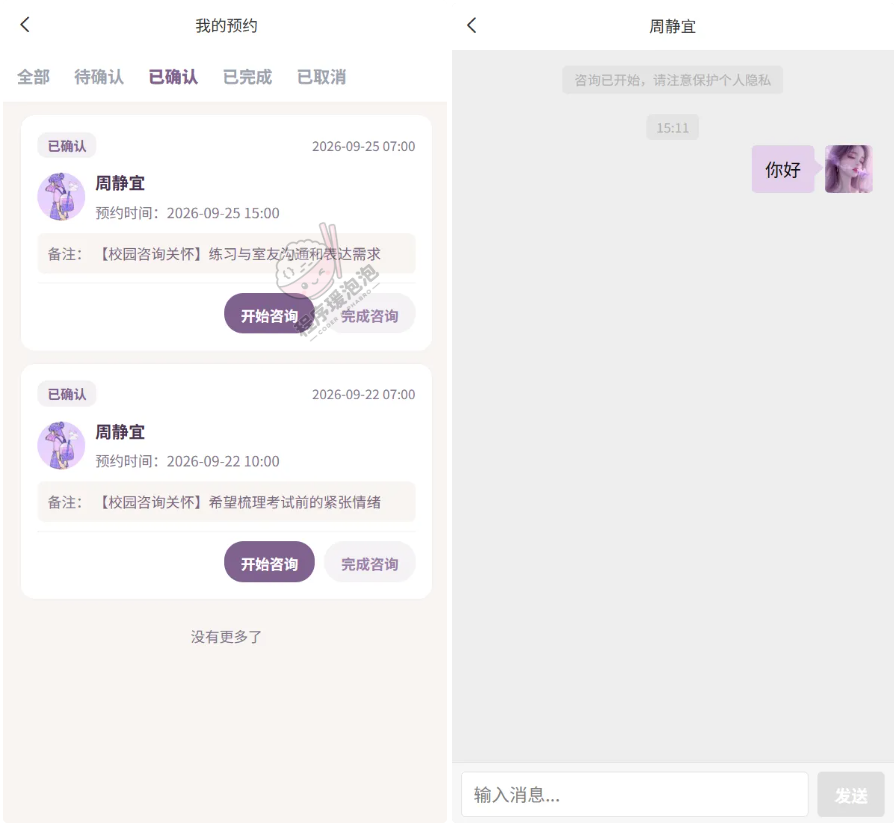 我的预约
全部 待确认 已确认 已完成 已取消
已确认 2026-09-25 07:00
周静宜
预约时间：2026-09-25 15:00
备注： 【校园咨询关怀】练习与室友沟通和表达需求
开始咨询 完成咨询
程序瑗泡泡
已确认 2026-09-22 07:00
周静宜
预约时间：2026-09-22 10:00
备注： 【校园咨询关怀】希望梳理考试前的紧张情绪
开始咨询 完成咨询
没有更多了
周静宜
咨询已开始，请注意保护个人隐私
15:11
你好
输入消息...
发送